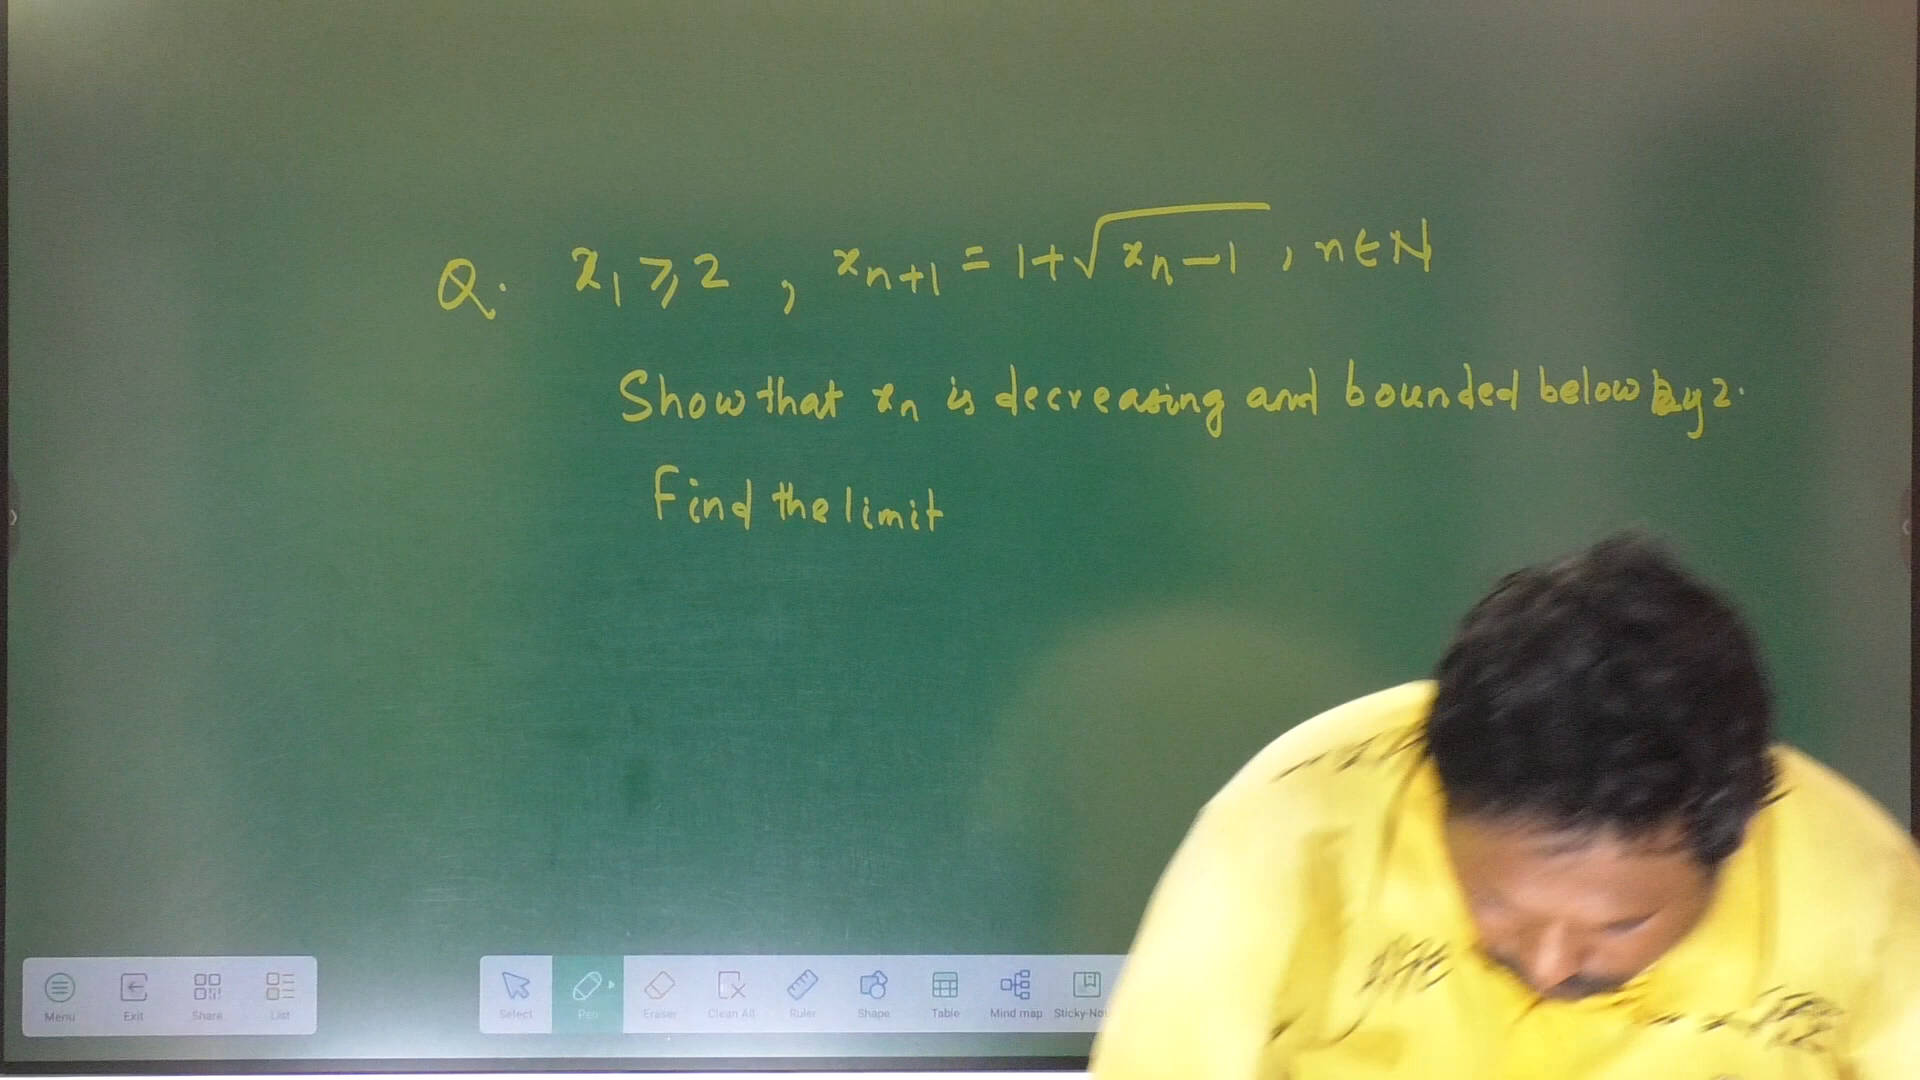 Q. x₁ ⩾ 2 , xₙ₊₁ = 1+√(xₙ−1) , n∈N
Show that xₙ is decreasing and bounded below by 2.
Find the limit
Menu Exit Share List Select Pen Eraser Clean All Ruler Shape Table Mind map